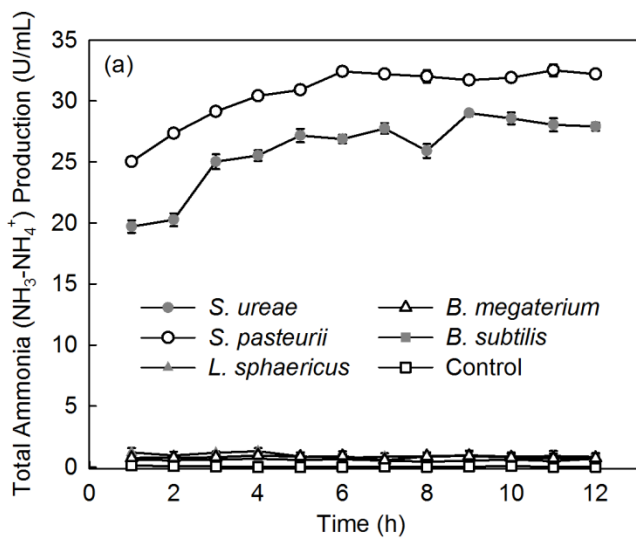 (a)
Total Ammonia (NH₃-NH₄⁺) Production (U/mL)
35
30
25
20
15
10
5
0
S. ureae
B. megaterium
S. pasteurii
B. subtilis
L. sphaericus
Control
0 2 4 6 8 10 12
Time (h)